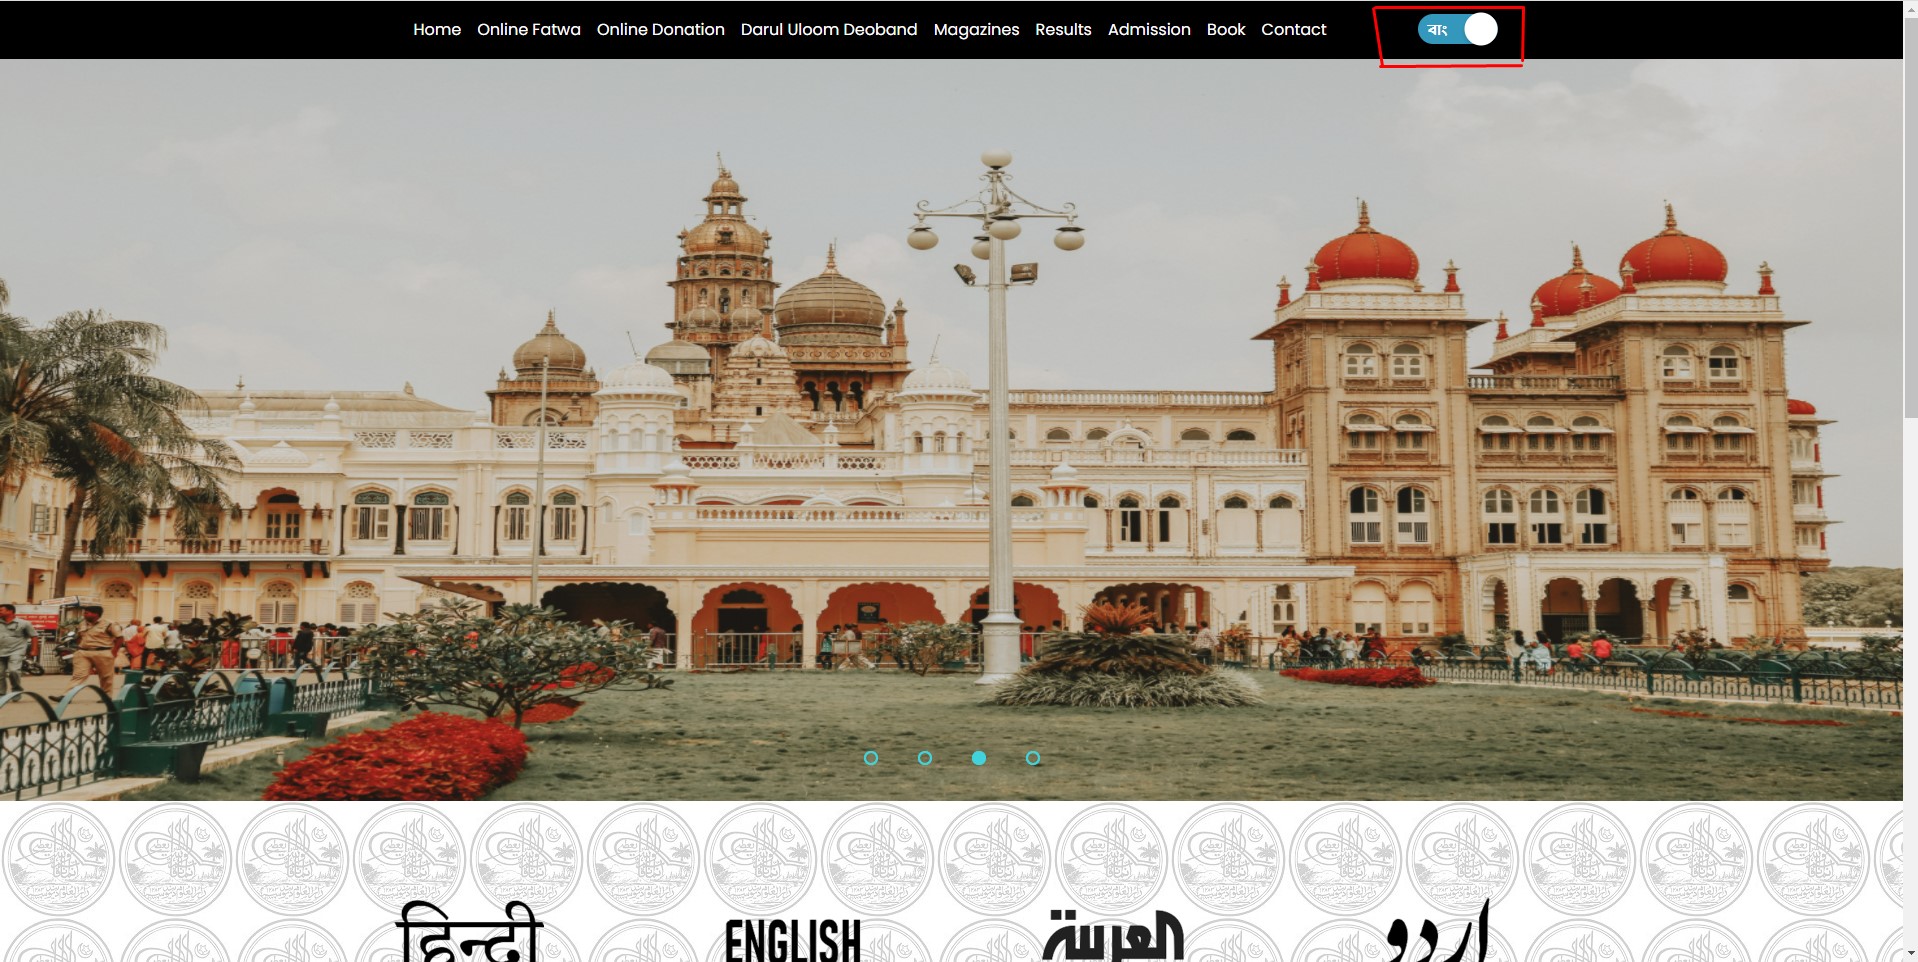 Home Online Fatwa Online Donation Darul Uloom Deoband Magazines Results Admission Book Contact
বাং
हिन्दी ENGLISH العربية اردو